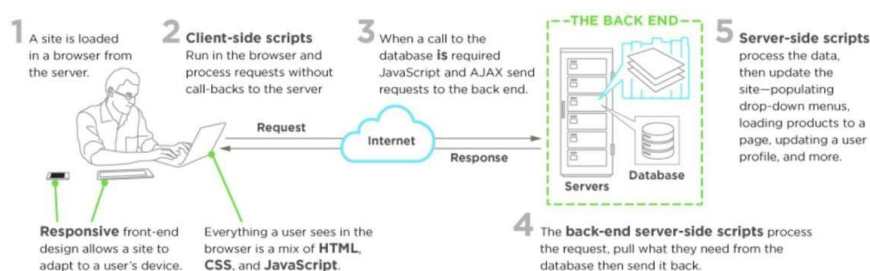 1 A site is loaded
in a browser from
the server.
2 Client-side scripts
Run in the browser and
process requests without
call-backs to the server
3 When a call to the
database is required
JavaScript and AJAX send
requests to the back end.
THE BACK END
5 Server-side scripts
process the data,
then update the
site—populating
drop-down menus,
loading products to a
page, updating a user
profile, and more.
Request
Internet
Response
Servers
Database
Responsive front-end
design allows a site to
adapt to a user's device.
Everything a user sees in the
browser is a mix of HTML,
CSS, and JavaScript.
4 The back-end server-side scripts process
the request, pull what they need from the
database then send it back.